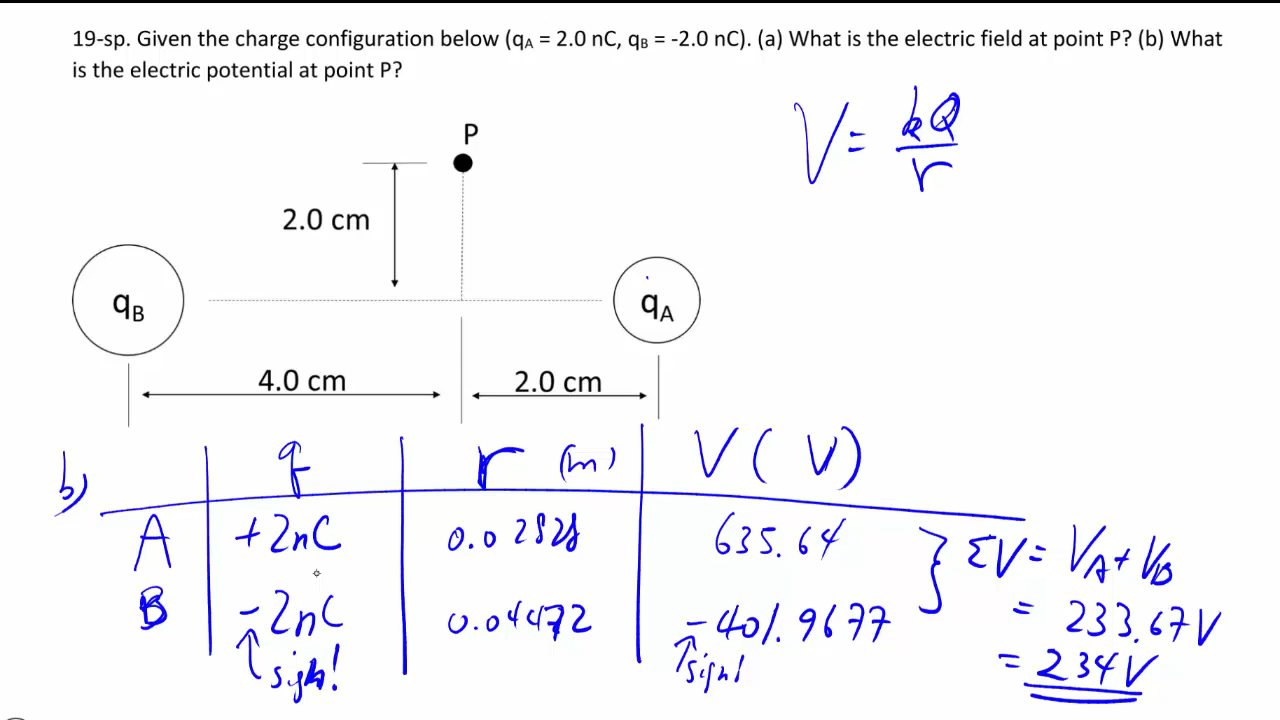 19-sp. Given the charge configuration below (qA = 2.0 nC, qB = -2.0 nC). (a) What is the electric field at point P? (b) What
is the electric potential at point P?
V = kQ/r
P
2.0 cm
qB
qA
4.0 cm
2.0 cm
b)
q r (m) V ( V )
A +2nC 0.02828 635.64
B -2nC 0.04472 -401.9677
sign! sign!
} ΣV = VA + VB
= 233.67 V
= 234 V